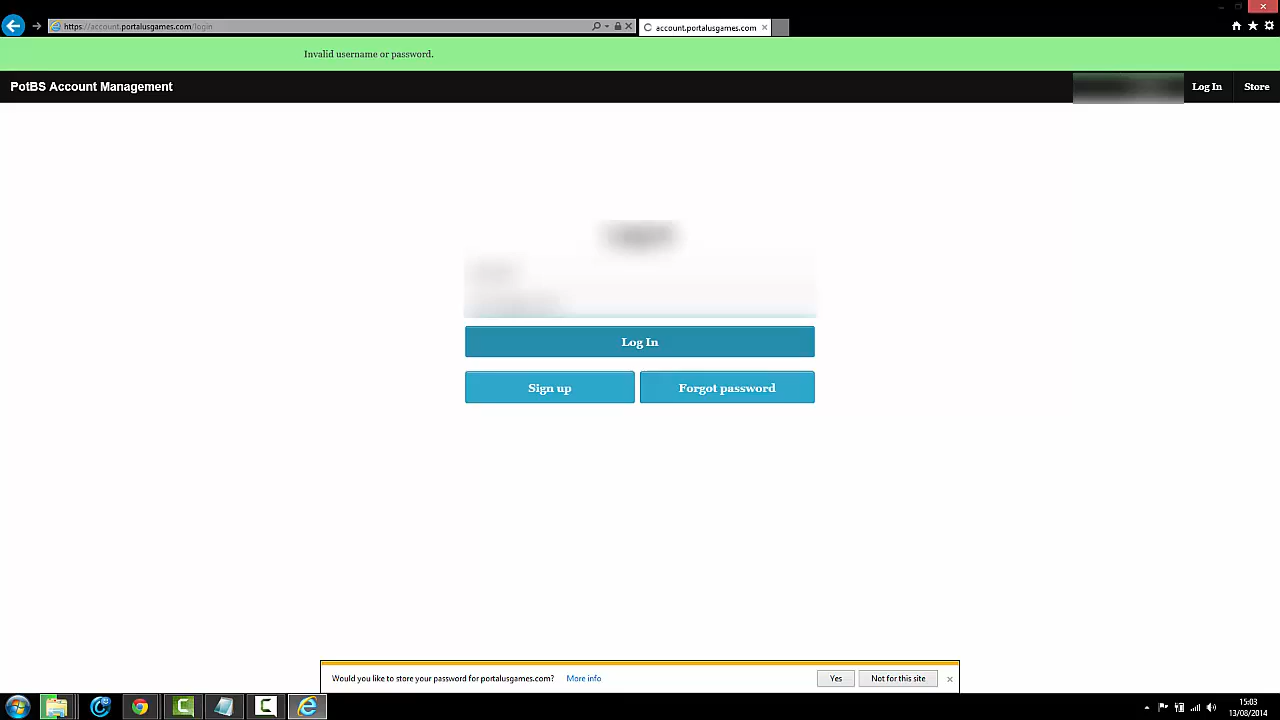 https://account.portalusgames.com/login
account.portalusgames.com
Invalid username or password.
PotBS Account Management
Log In
Store
Log In
Sign up
Forgot password
Would you like to store your password for portalusgames.com?
More info
Yes
Not for this site
15:03
13/08/2014